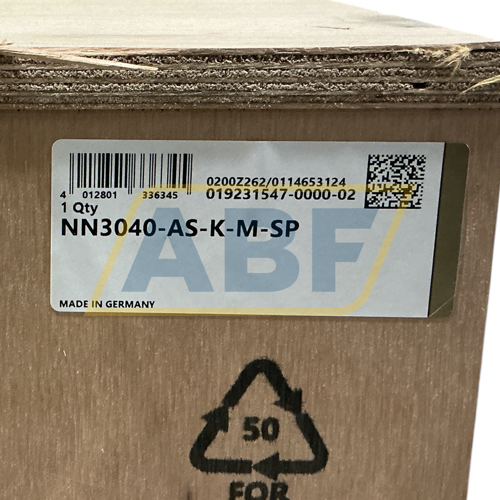 0200Z262/0114653124
4 012801 336345 019231547-0000-02
1 Qty
NN3040-AS-K-M-SP
ABF
MADE IN GERMANY
50
FOR